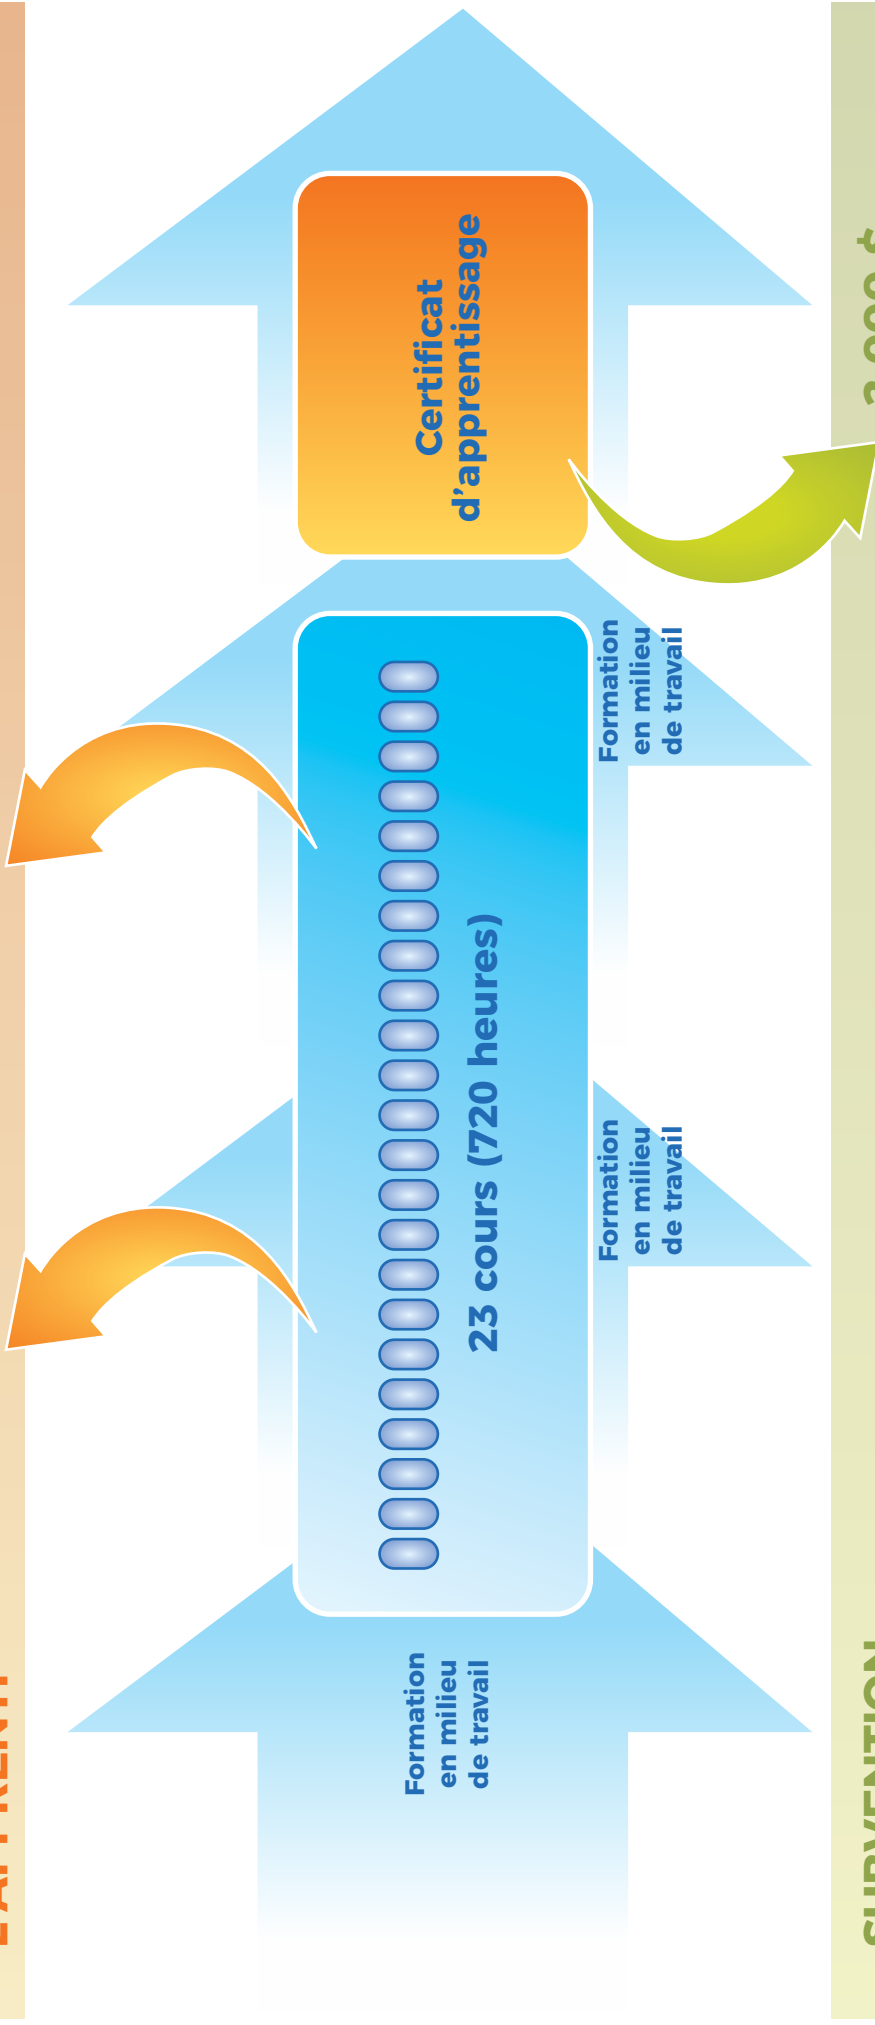 Formation
en milieu
de travail
23 cours (720 heures)
Formation
en milieu
de travail
Formation
en milieu
de travail
Certificat
d'apprentissage